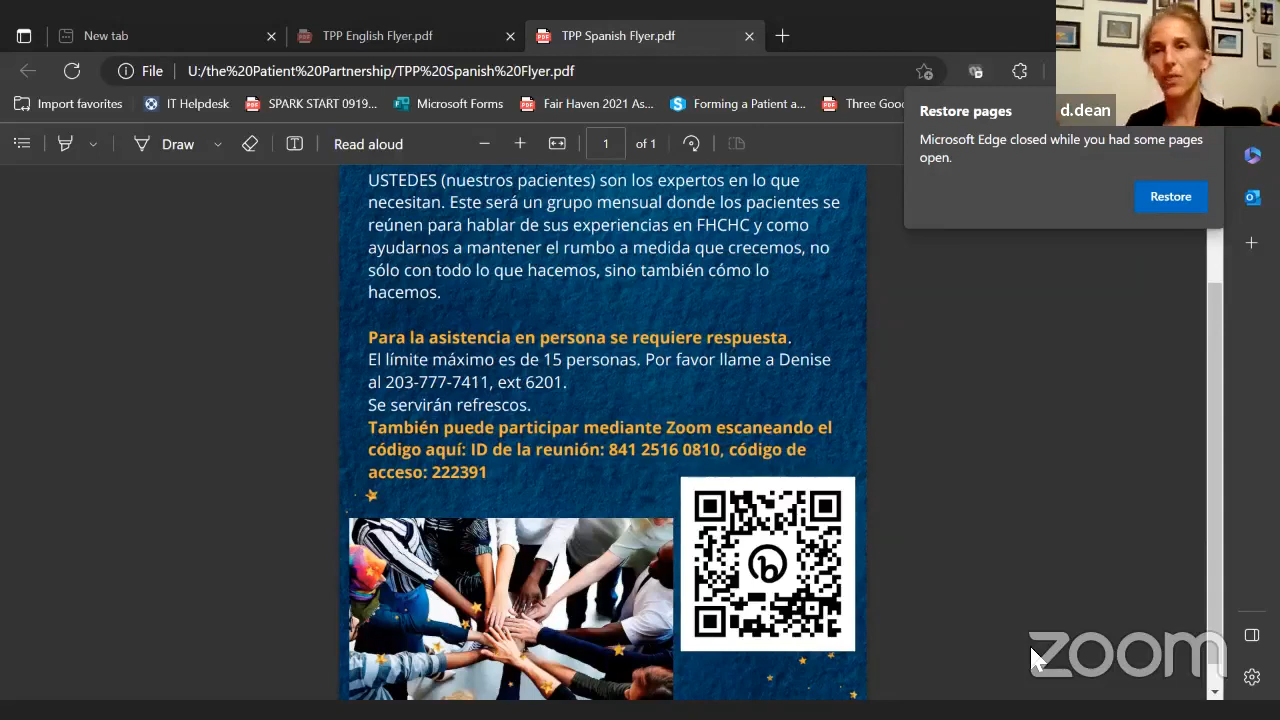 New tab
TPP English Flyer.pdf
TPP Spanish Flyer.pdf
File
U:/the%20Patient%20Partnership/TPP%20Spanish%20Flyer.pdf
Import favorites
IT Helpdesk
SPARK START 0919...
Microsoft Forms
Fair Haven 2021 As...
Forming a Patient a...
Three Goo
Draw
Read aloud
1 of 1
Restore pages
d.dean
Microsoft Edge closed while you had some pages
open.
Restore
USTEDES (nuestros pacientes) son los expertos en lo que
necesitan. Este será un grupo mensual donde los pacientes se
reúnen para hablar de sus experiencias en FHCHC y como
ayudarnos a mantener el rumbo a medida que crecemos, no
sólo con todo lo que hacemos, sino también cómo lo
hacemos.
Para la asistencia en persona se requiere respuesta.
El límite máximo es de 15 personas. Por favor llame a Denise
al 203-777-7411, ext 6201.
Se servirán refrescos.
También puede participar mediante Zoom escaneando el
código aquí: ID de la reunión: 841 2516 0810, código de
acceso: 222391
zoom